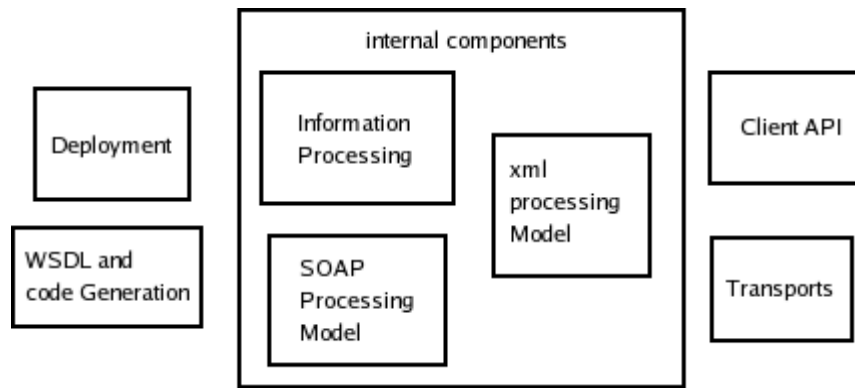 internal components
Deployment
WSDL and
code Generation
Information
Processing
SOAP
Processing
Model
xml
processing
Model
Client API
Transports